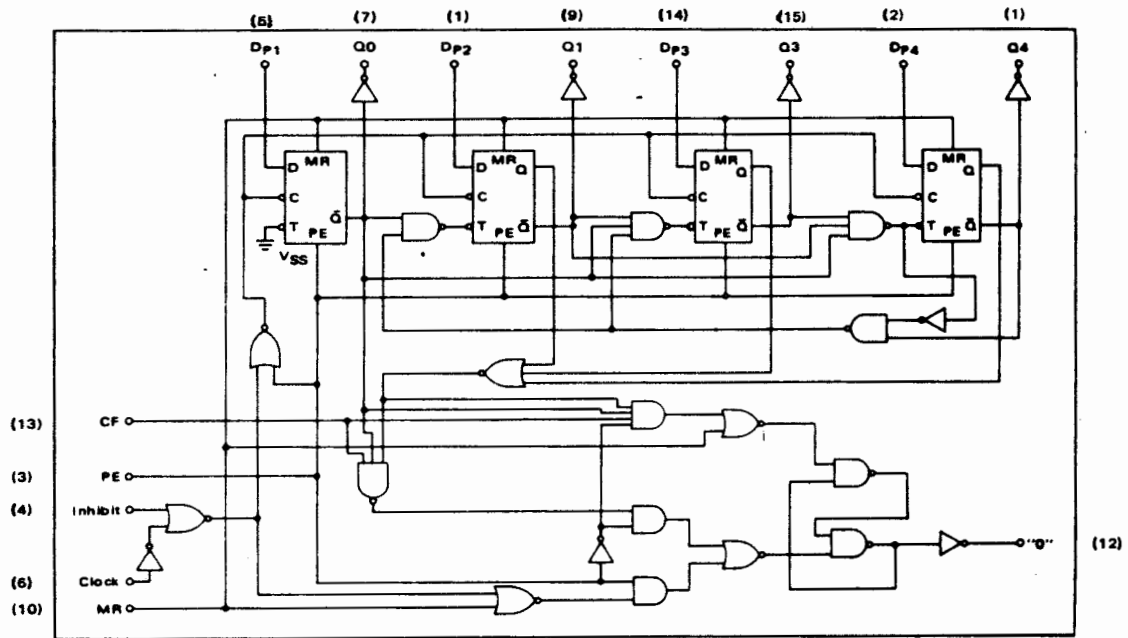 (5) (7) (1) (9) (14) (15) (2) (1)
DP1 Q0 DP2 Q1 DP3 Q3 DP4 Q4
MR MR Q MR Q MR Q
D D D D
C C C C
Q̄
T T Q̄ T Q̄ T Q̄
PE PE PE PE
VSS
(13) CF
(3) PE
(4) Inhibit
"0" (12)
(6) Clock
(10) MR